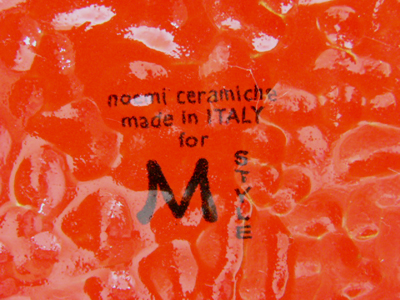 noemi ceramiche
made in ITALY
for
M STYLE